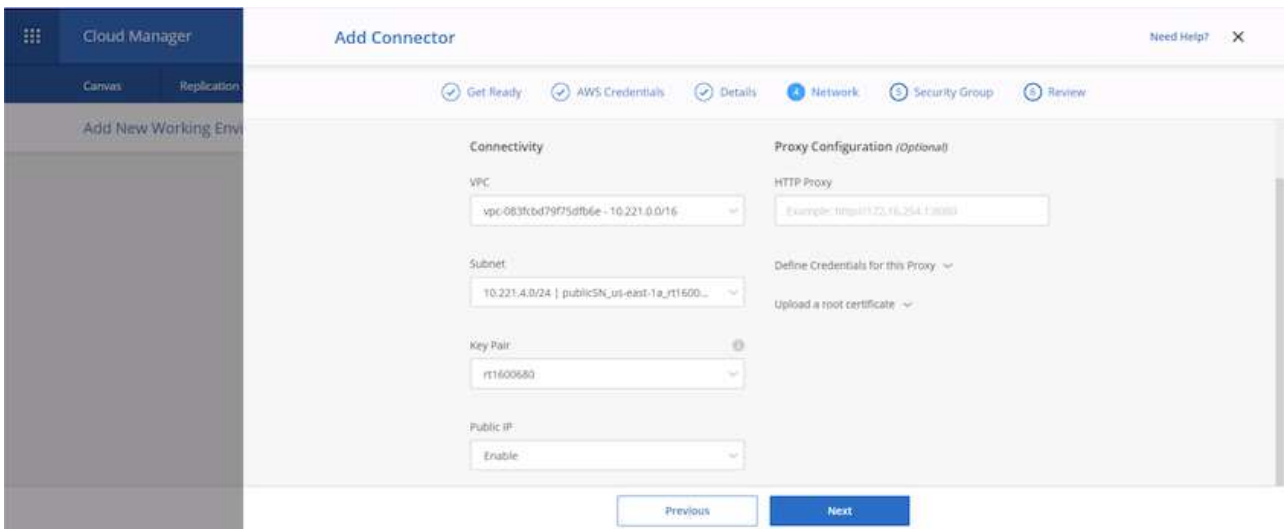 Cloud Manager
Add Connector
Need Help?
Canvas
Replication
Get Ready
AWS Credentials
Details
4 Network
5 Security Group
6 Review
Add New Working Envi
Connectivity
Proxy Configuration (Optional)
VPC
HTTP Proxy
vpc-083fcbd79f75dfb6e - 10.221.0.0/16
Subnet
Define Credentials for this Proxy
10.221.4.0/24 | publicSN_us-east-1a_rt1600...
Upload a root certificate
Key Pair
rt1600680
Public IP
Enable
Previous
Next